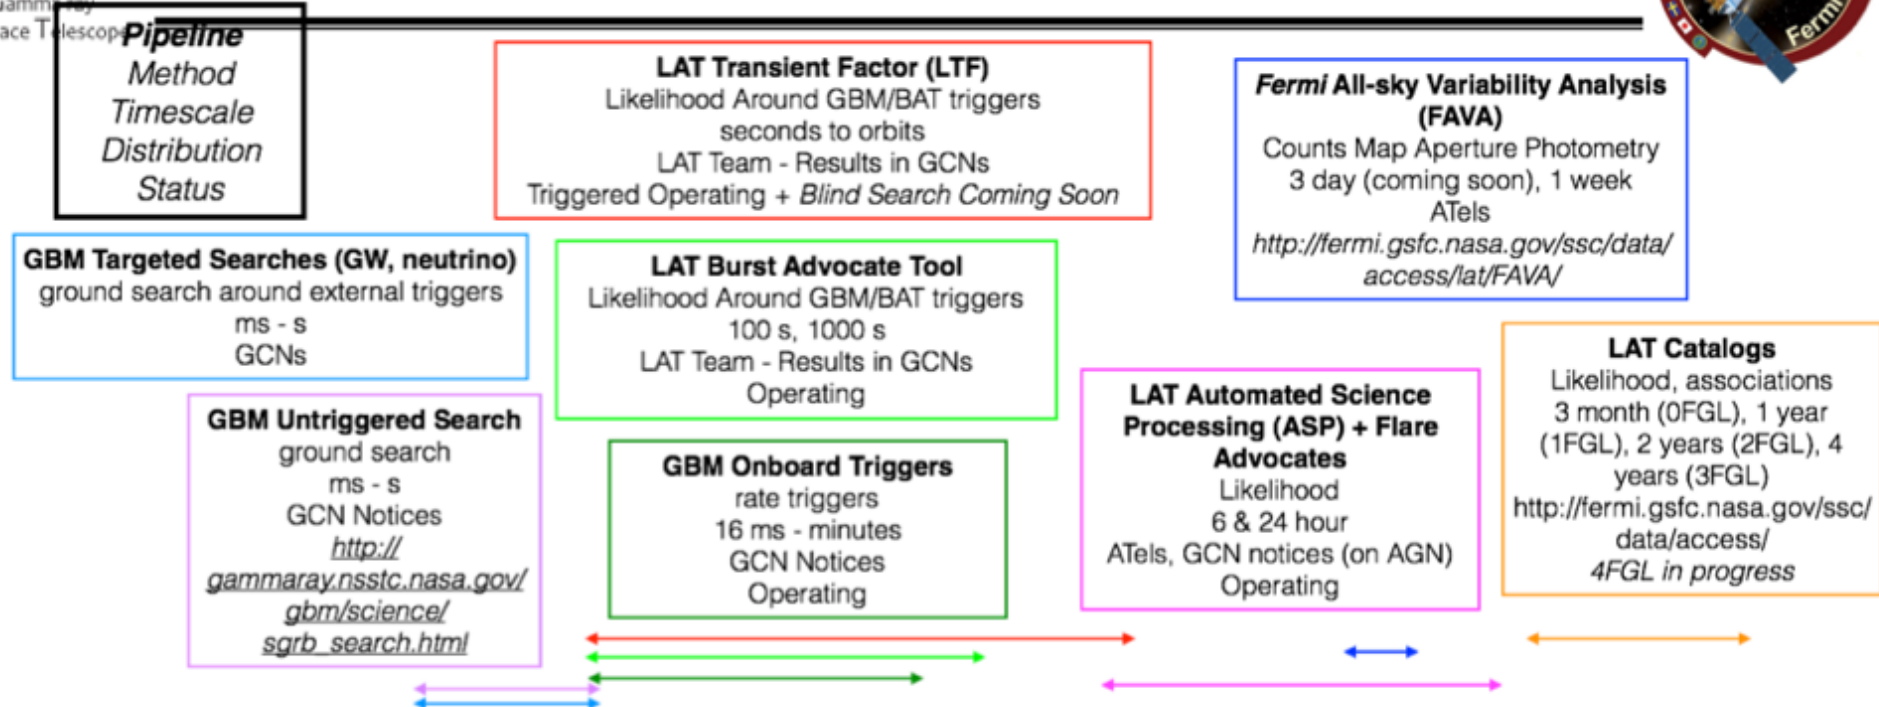 ace Telescope
Pipeline
Method
Timescale
Distribution
Status
LAT Transient Factor (LTF)
Likelihood Around GBM/BAT triggers
seconds to orbits
LAT Team - Results in GCNs
Triggered Operating + Blind Search Coming Soon
Fermi
Fermi All-sky Variability Analysis
(FAVA)
Counts Map Aperture Photometry
3 day (coming soon), 1 week
ATels
http://fermi.gsfc.nasa.gov/ssc/data/
access/lat/FAVA/
GBM Targeted Searches (GW, neutrino)
ground search around external triggers
ms - s
GCNs
LAT Burst Advocate Tool
Likelihood Around GBM/BAT triggers
100 s, 1000 s
LAT Team - Results in GCNs
Operating
GBM Untriggered Search
ground search
ms - s
GCN Notices
http://
gammaray.nsstc.nasa.gov/
gbm/science/
sgrb_search.html
GBM Onboard Triggers
rate triggers
16 ms - minutes
GCN Notices
Operating
LAT Automated Science
Processing (ASP) + Flare
Advocates
Likelihood
6 & 24 hour
ATels, GCN notices (on AGN)
Operating
LAT Catalogs
Likelihood, associations
3 month (0FGL), 1 year
(1FGL), 2 years (2FGL), 4
years (3FGL)
http://fermi.gsfc.nasa.gov/ssc/
data/access/
4FGL in progress